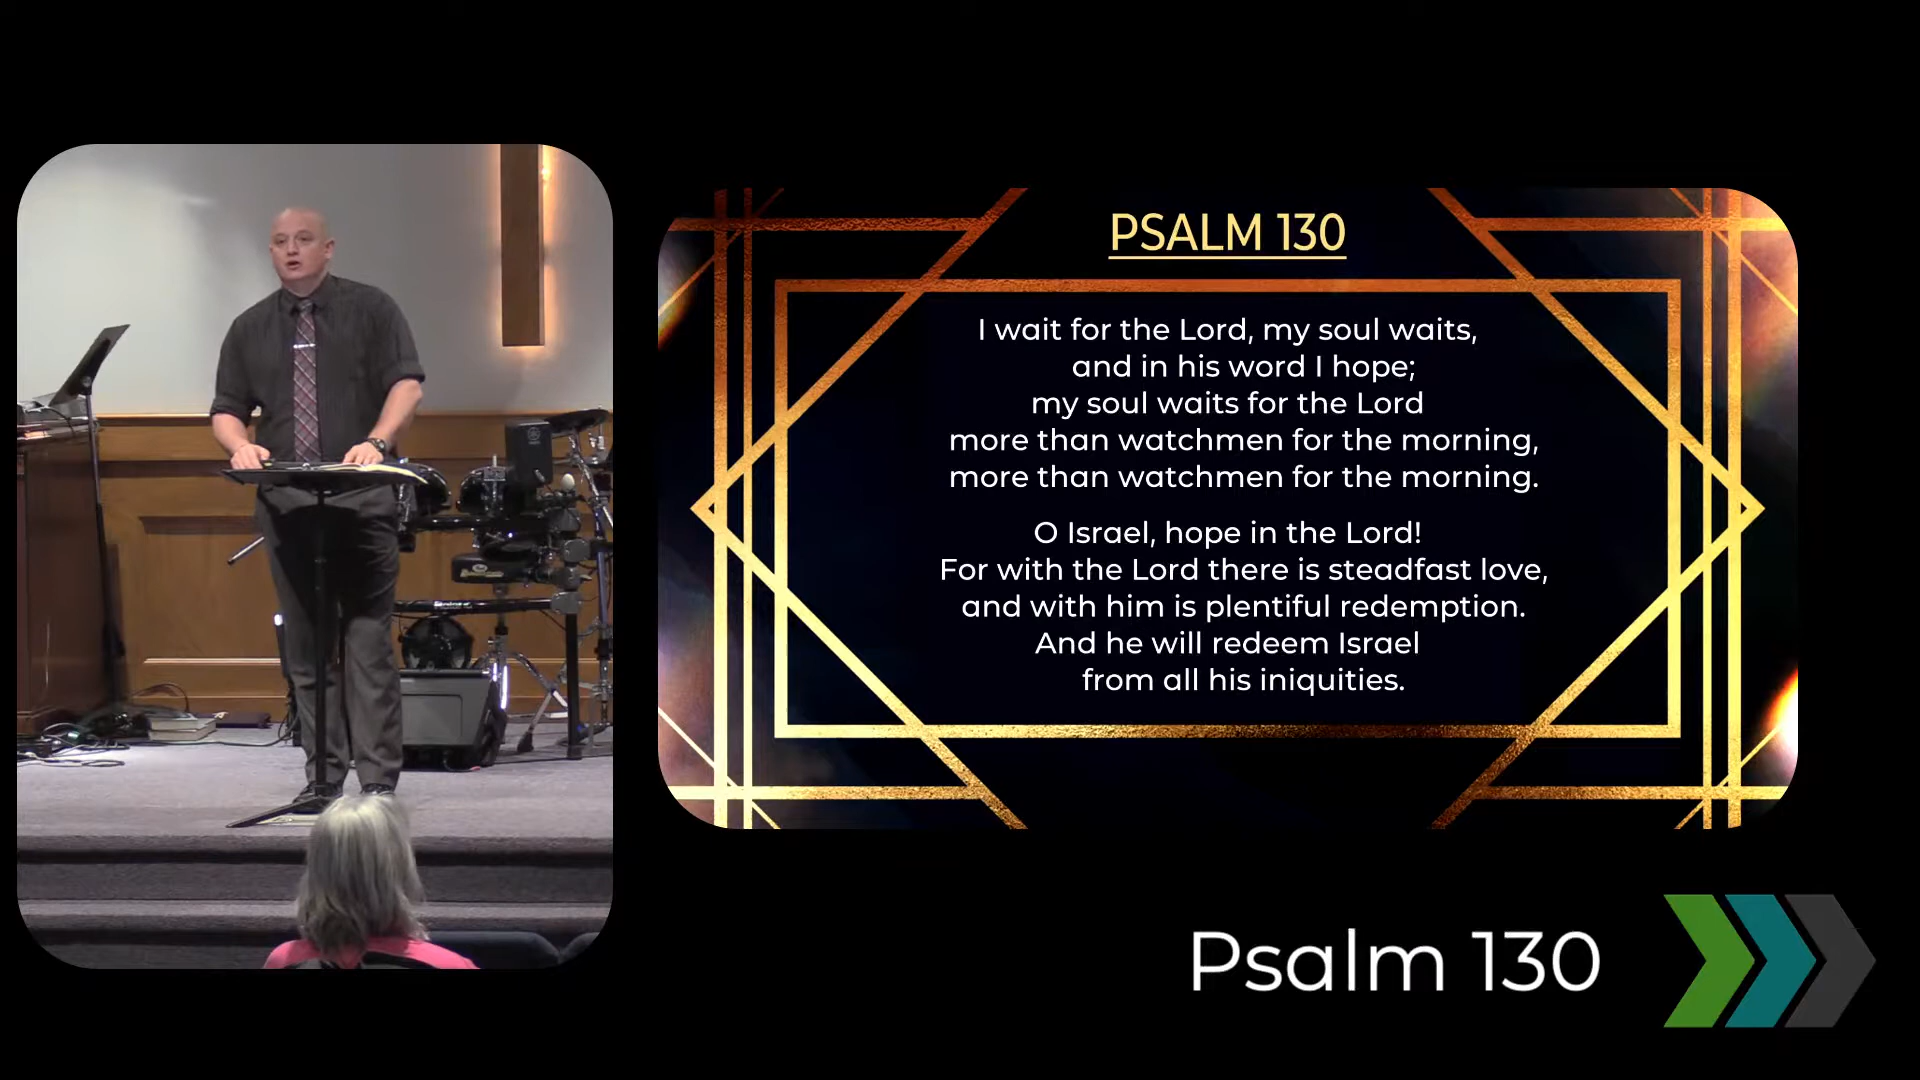 PSALM 130
I wait for the Lord, my soul waits,
and in his word I hope;
my soul waits for the Lord
more than watchmen for the morning,
more than watchmen for the morning.
O Israel, hope in the Lord!
For with the Lord there is steadfast love,
and with him is plentiful redemption.
And he will redeem Israel
from all his iniquities.
Psalm 130